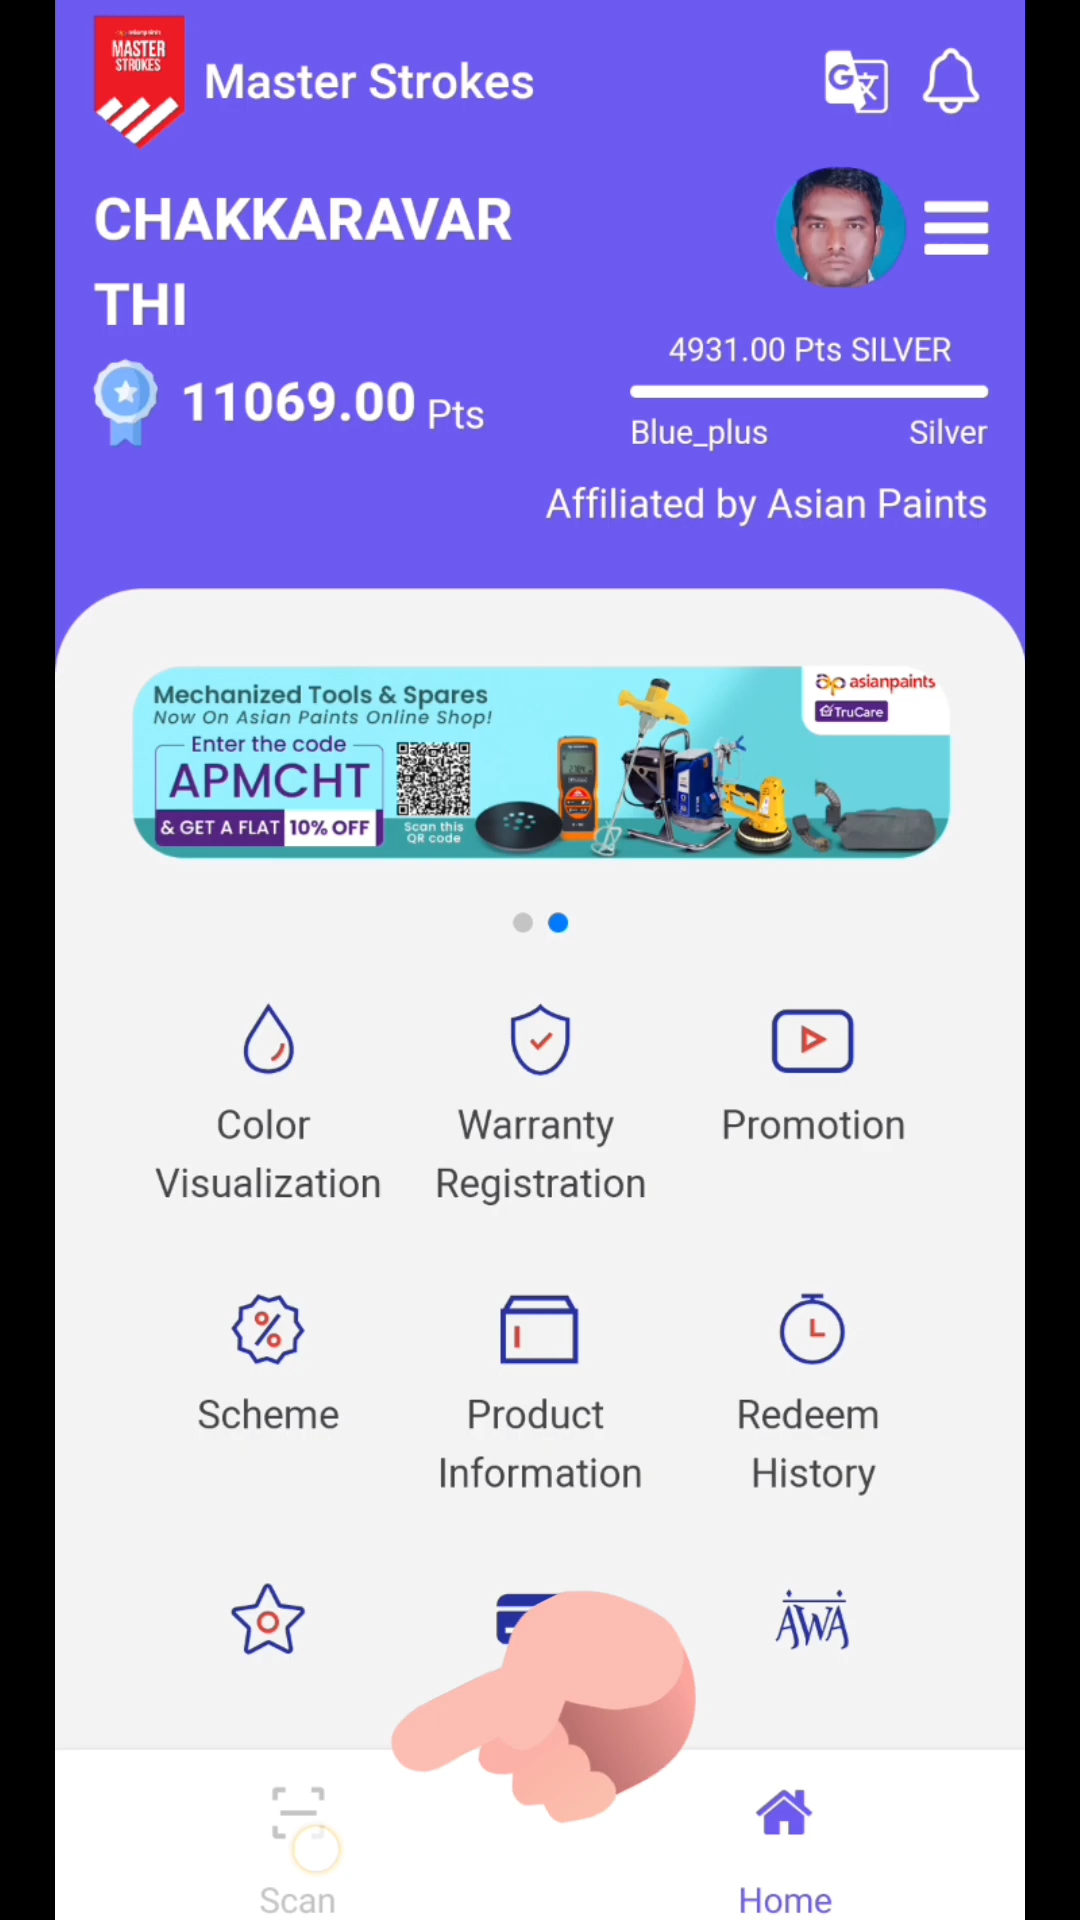 asianpaints
MASTER
STROKES
Master Strokes
CHAKKARAVAR
THI
11069.00 Pts
4931.00 Pts SILVER
Blue_plus Silver
Affiliated by Asian Paints
Mechanized Tools & Spares
Now On Asian Paints Online Shop!
Enter the code
APMCHT
& GET A FLAT 10% OFF
Scan this
QR code
ap asianpaints
TruCare
Color
Visualization
Warranty
Registration
Promotion
Scheme
Product
Information
Redeem
History
AWA
Scan
Home